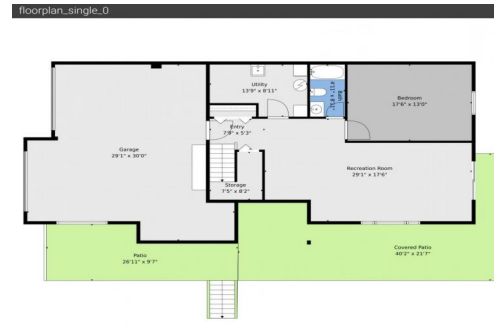 floorplan_single_0
Utility
13'9" x 8'11"
Bath
Bedroom
17'6" x 13'0"
Entry
7'9" x 5'3"
Garage
29'1" x 30'0"
Recreation Room
29'1" x 17'6"
Storage
7'5" x 8'2"
Patio
26'11" x 9'7"
Covered Patio
40'2" x 21'7"